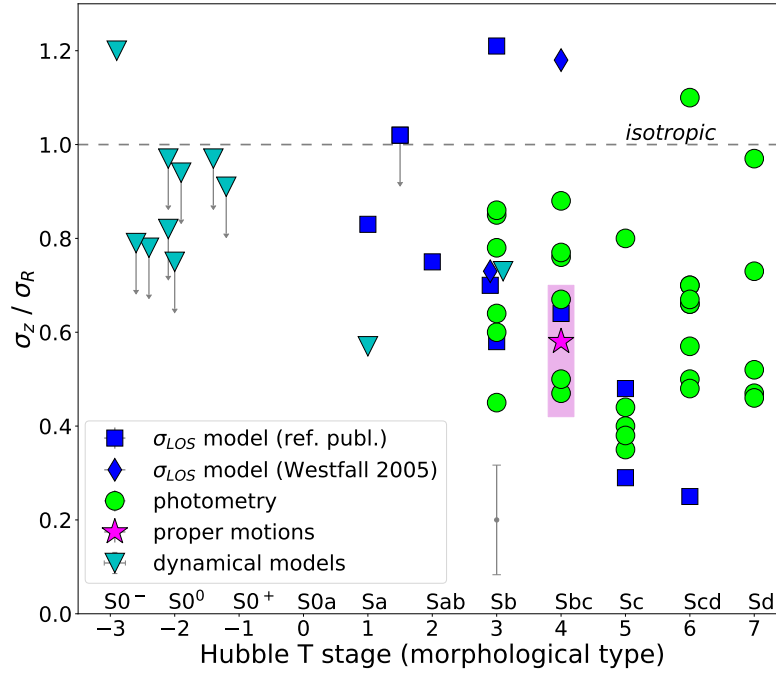 1.2
1.0
0.8
0.6
0.4
0.2
0.0
σz / σR
isotropic
σLOS model (ref. publ.)
σLOS model (Westfall 2005)
photometry
proper motions
dynamical models
S0⁻ S0⁰ S0⁺ S0a Sa Sab Sb Sbc Sc Scd Sd
−3 −2 −1 0 1 2 3 4 5 6 7
Hubble T stage (morphological type)